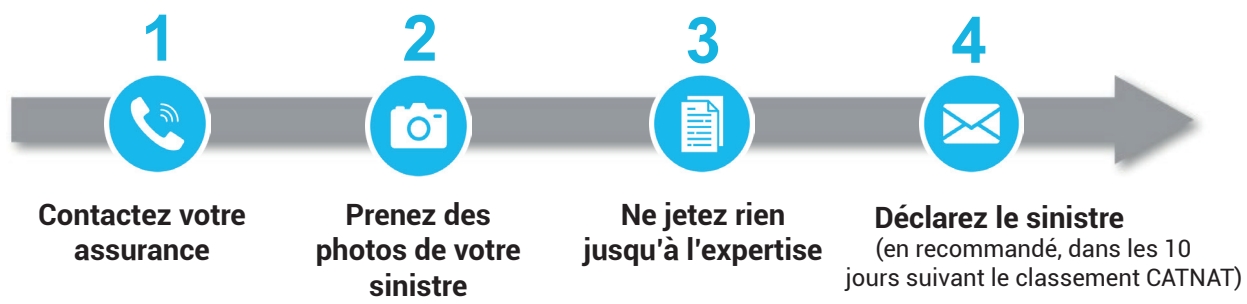 1
2
3
4
Contactez votre
assurance
Prenez des
photos de votre
sinistre
Ne jetez rien
jusqu'à l'expertise
Déclarez le sinistre
(en recommandé, dans les 10
jours suivant le classement CATNAT)